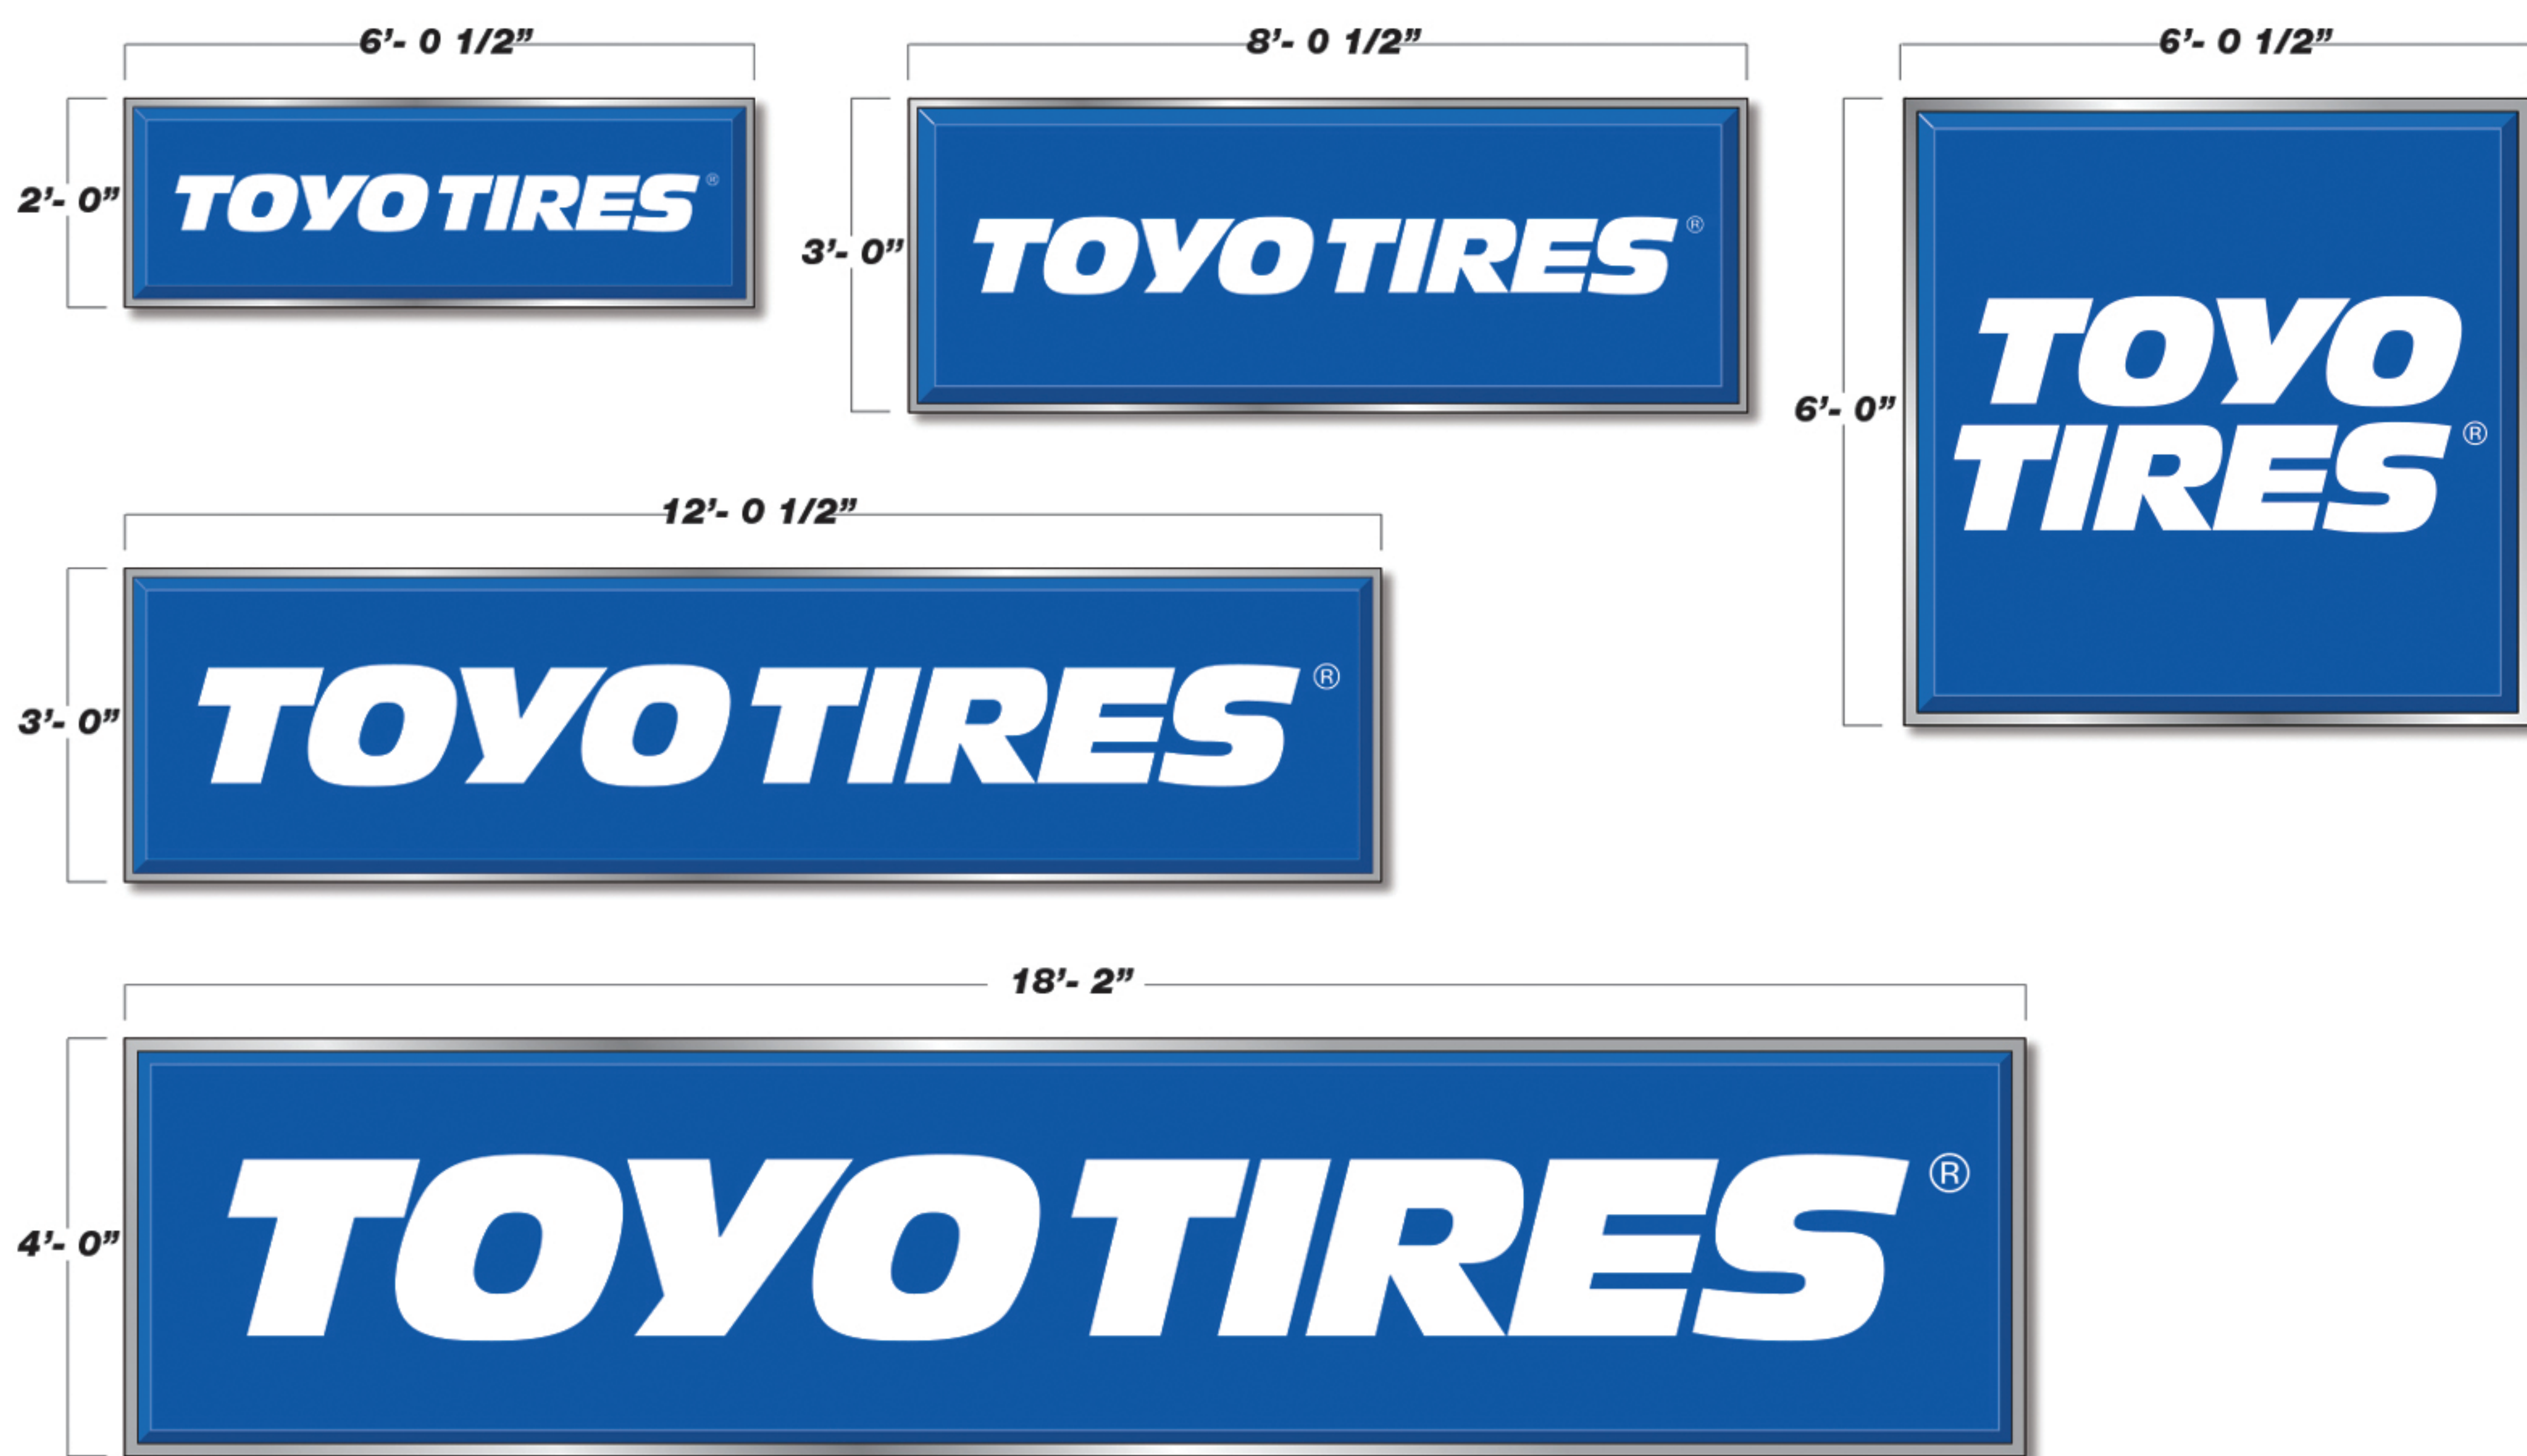 6’- 0 1/2”
8’- 0 1/2”
6’- 0 1/2”
2’- 0”
TOYO TIRES®
3’- 0”
TOYO TIRES®
6’- 0”
TOYO
TIRES®
12’- 0 1/2”
3’- 0”
TOYO TIRES®
18’- 2”
4’- 0”
TOYO TIRES®